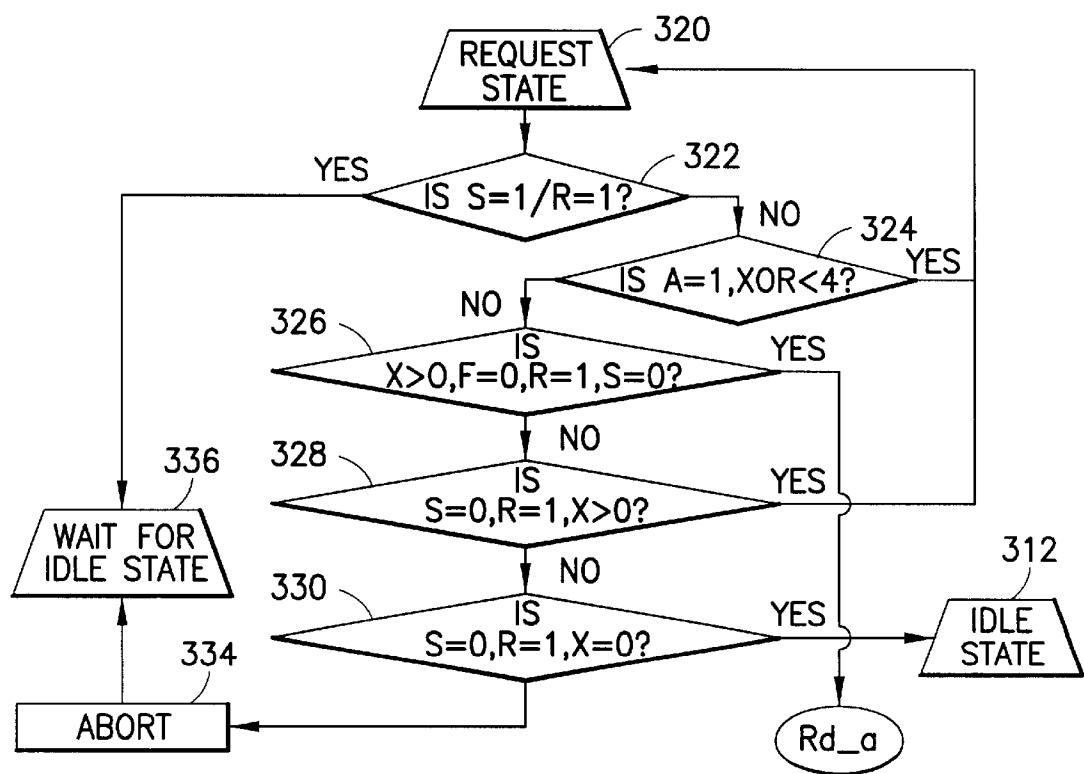 320
REQUEST
STATE
YES
322
IS S=1/R=1?
NO
324
IS A=1,XOR<4?
YES
NO
326
IS
X>0,F=0,R=1,S=0?
YES
NO
328
IS
S=0,R=1,X>0?
YES
336
WAIT FOR
IDLE STATE
NO
330
IS
S=0,R=1,X=0?
YES
312
IDLE
STATE
334
ABORT
Rd_a